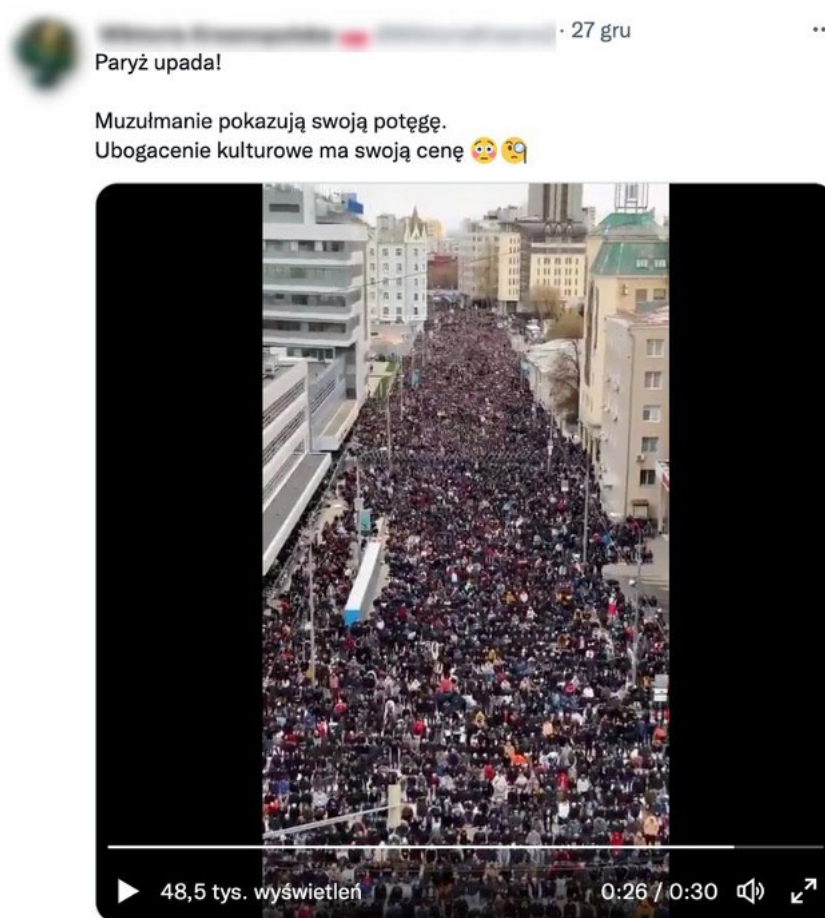 · 27 gru
Paryż upada!
Muzułmanie pokazują swoją potęgę.
Ubogacenie kulturowe ma swoją cenę 😳🧐
48,5 tys. wyświetleń
0:26 / 0:30